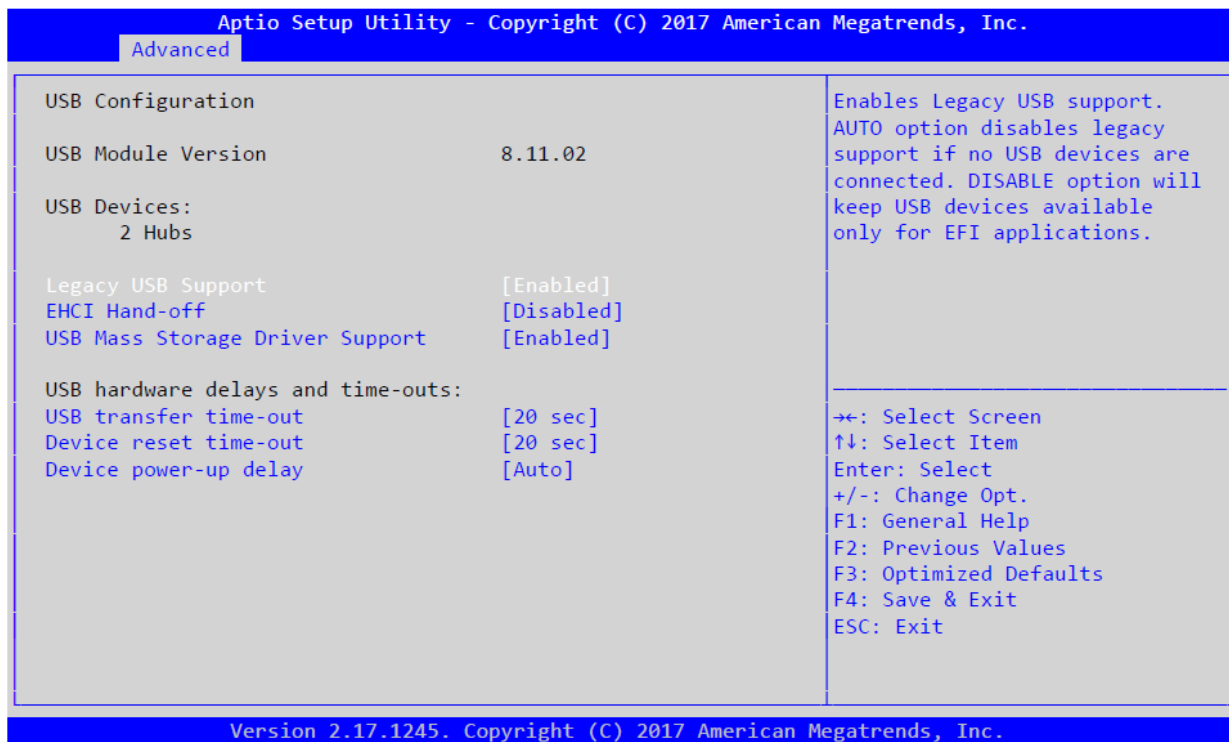 Aptio Setup Utility - Copyright (C) 2017 American Megatrends, Inc.
Advanced
USB Configuration
USB Module Version 8.11.02
USB Devices:
2 Hubs
Legacy USB Support [Enabled]
EHCI Hand-off [Disabled]
USB Mass Storage Driver Support [Enabled]
USB hardware delays and time-outs:
USB transfer time-out [20 sec]
Device reset time-out [20 sec]
Device power-up delay [Auto]
Enables Legacy USB support.
AUTO option disables legacy
support if no USB devices are
connected. DISABLE option will
keep USB devices available
only for EFI applications.
→←: Select Screen
↑↓: Select Item
Enter: Select
+/-: Change Opt.
F1: General Help
F2: Previous Values
F3: Optimized Defaults
F4: Save & Exit
ESC: Exit
Version 2.17.1245. Copyright (C) 2017 American Megatrends, Inc.